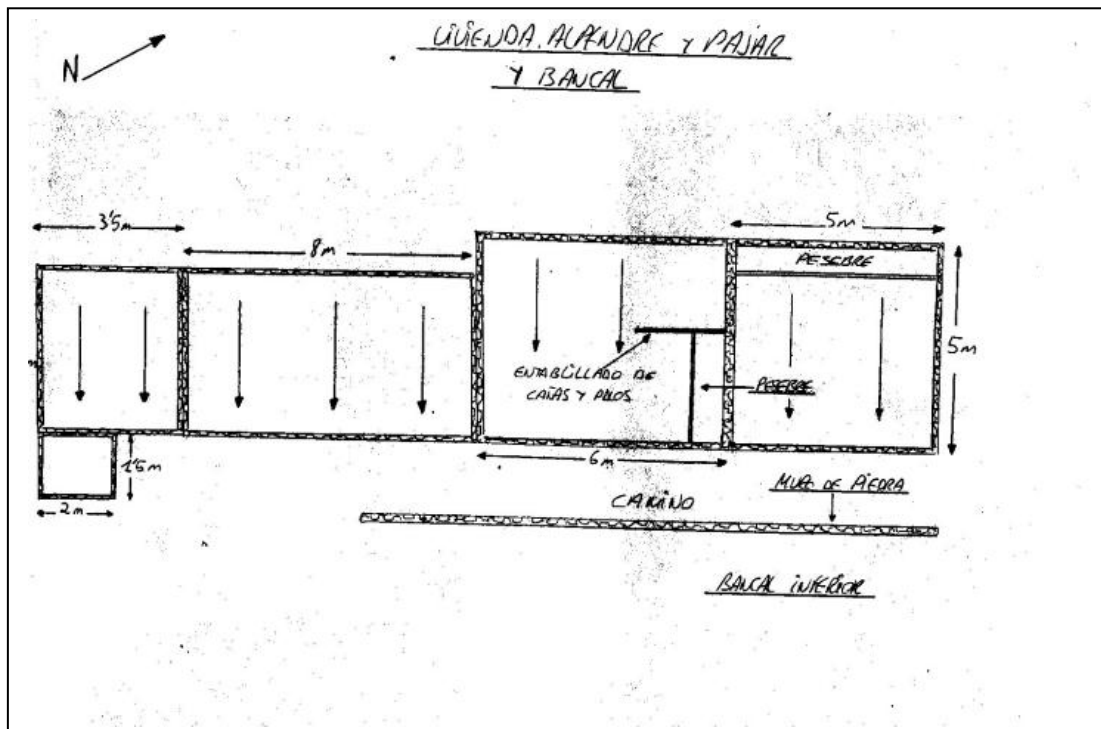 VIVIENDA, ALPENDRE Y PAJAR
Y BANCAL
N
3'5m
8m
5m
PESEBRE
5m
ENTABLILLADO DE
CAÑAS Y PALOS
PESEBRE
1'5m
2m
6m
CAMINO
MURO DE PIEDRA
BANCAL INFERIOR